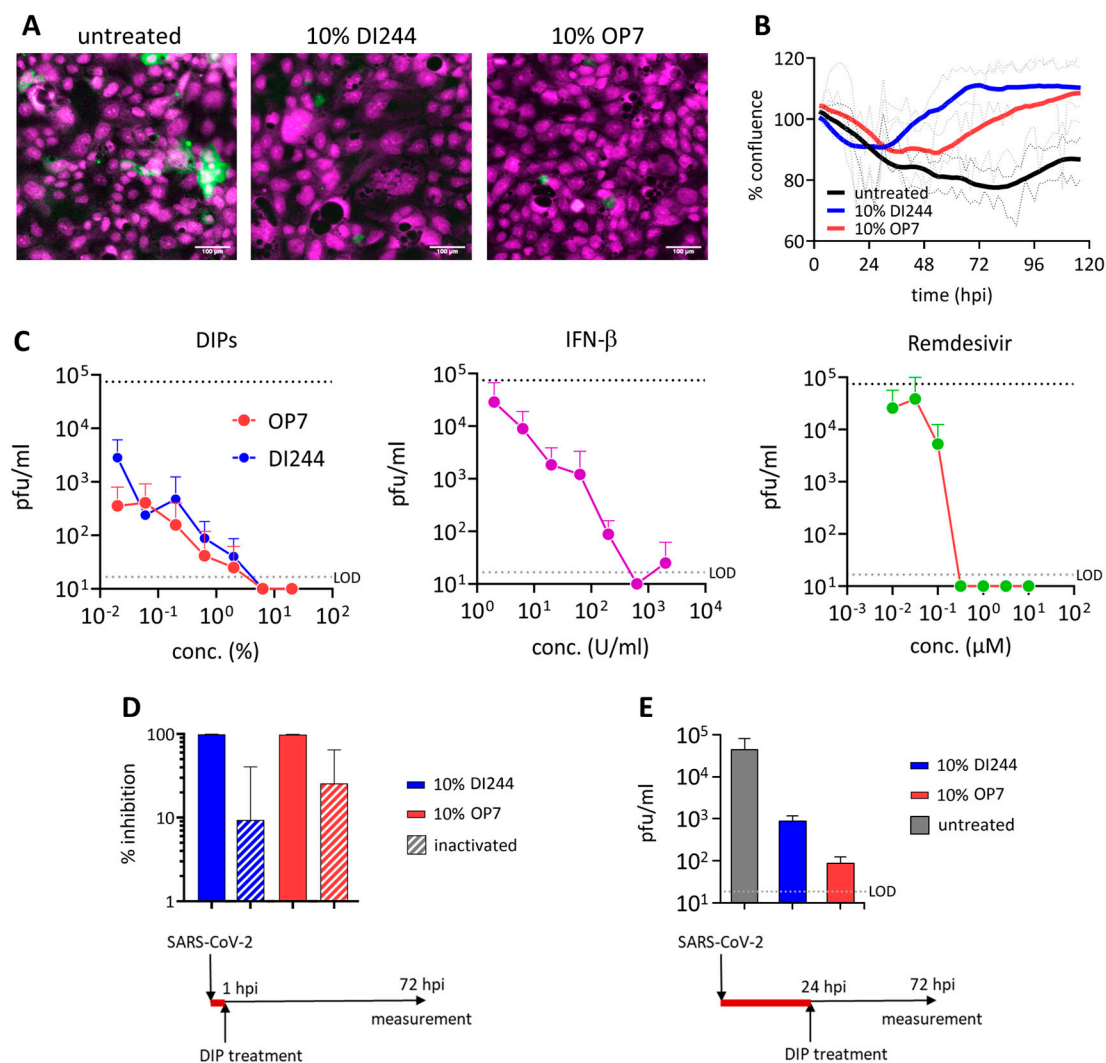 A
untreated
10% DI244
10% OP7
100 µm
100 µm
100 µm
B
% confluence
120
100
80
60
untreated
10% DI244
10% OP7
0
24
48
72
96
120
time (hpi)
C
DIPs
pfu/ml
10⁵
10⁴
10³
10²
10¹
OP7
DI244
LOD
10⁻² 10⁻¹ 10⁰ 10¹ 10²
conc. (%)
IFN-β
pfu/ml
10⁵
10⁴
10³
10²
10¹
LOD
10⁰ 10¹ 10² 10³ 10⁴
conc. (U/ml)
Remdesivir
pfu/ml
10⁵
10⁴
10³
10²
10¹
LOD
10⁻³ 10⁻² 10⁻¹ 10⁰ 10¹ 10²
conc. (µM)
D
% inhibition
100
10
1
10% DI244
10% OP7
inactivated
SARS-CoV-2
1 hpi
72 hpi
measurement
DIP treatment
E
pfu/ml
10⁵
10⁴
10³
10²
10¹
10% DI244
10% OP7
untreated
LOD
SARS-CoV-2
24 hpi
72 hpi
measurement
DIP treatment